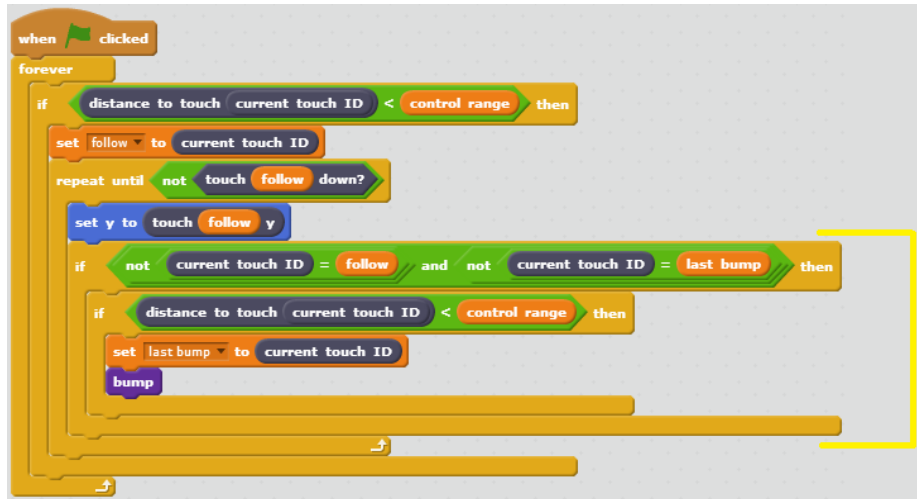 when clicked
forever
if distance to touch current touch ID < control range then
set follow to current touch ID
repeat until not touch follow down?
set y to touch follow y
if not current touch ID = follow and not current touch ID = last bump then
if distance to touch current touch ID < control range then
set last bump to current touch ID
bump